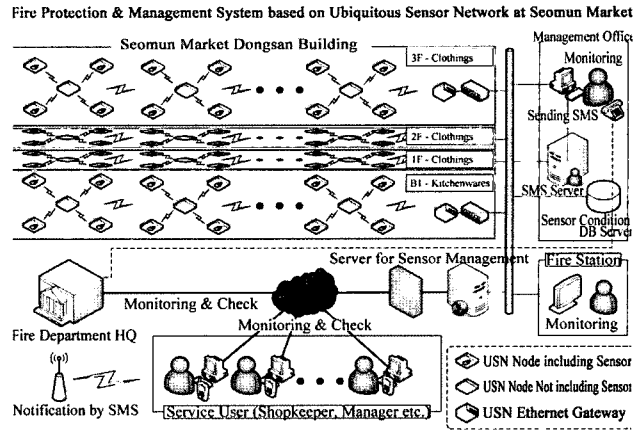 Fire Protection & Management System based on Ubiquitous Sensor Network at Seomun Market
Seomun Market Dongsan Building
Management Office
3F - Clothings
Monitoring
Sending SMS
2F - Clothings
1F - Clothings
B1 - Kitchenwares
SMS Server
Sensor Condition
DB Server
Server for Sensor Management
Fire Station
Monitoring & Check
Monitoring
Fire Department HQ
Monitoring & Check
USN Node including Sensor
USN Node Not including Sensor
USN Ethernet Gateway
Notification by SMS
Service User (Shopkeeper, Manager etc.)